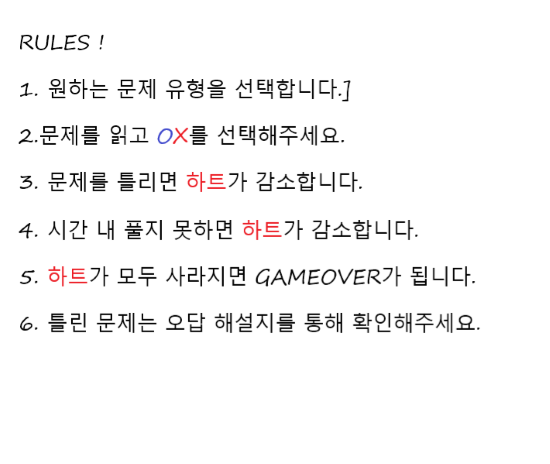 RULES !
1. 원하는 문제 유형을 선택합니다.]
2.문제를 읽고 OX를 선택해주세요.
3. 문제를 틀리면 하트가 감소합니다.
4. 시간 내 풀지 못하면 하트가 감소합니다.
5. 하트가 모두 사라지면 GAMEOVER가 됩니다.
6. 틀린 문제는 오답 해설지를 통해 확인해주세요.